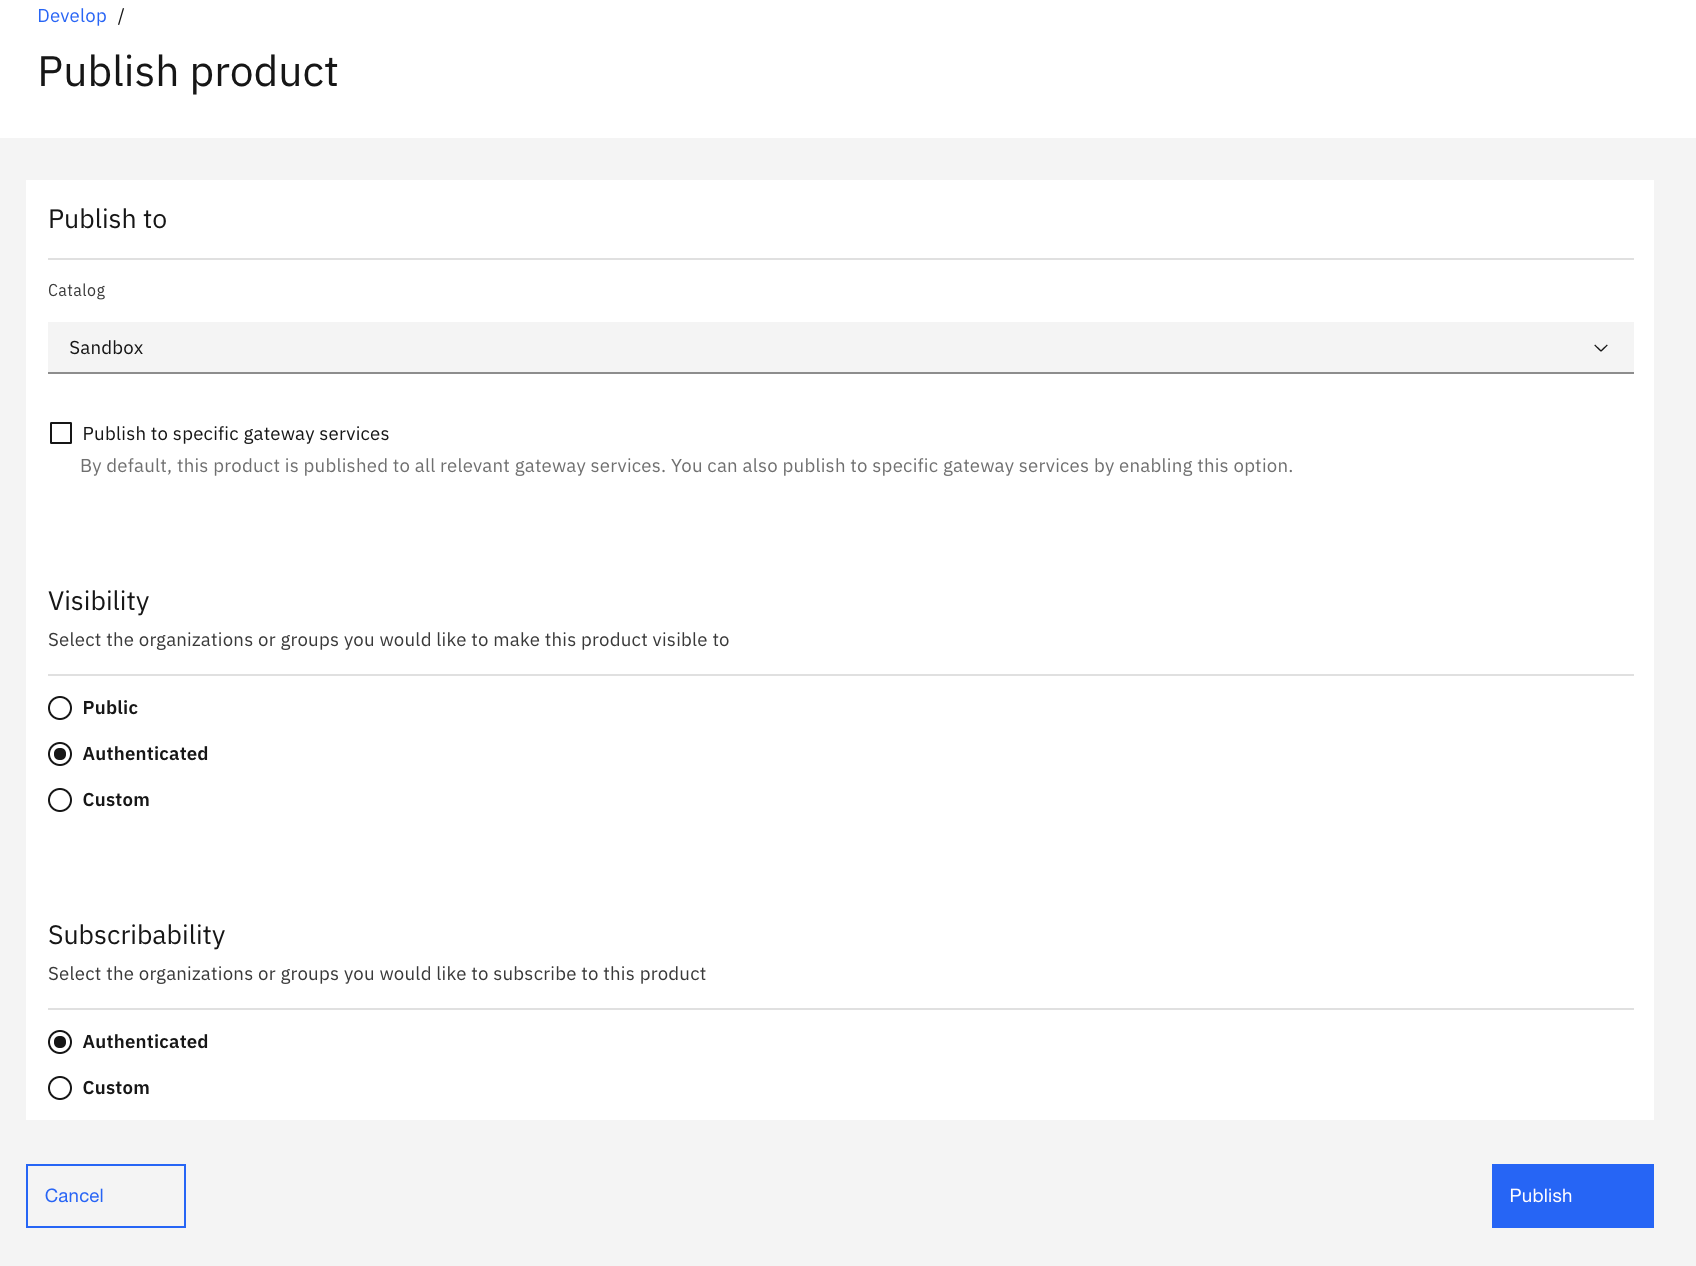 Develop /
Publish product
Publish to
Catalog
Sandbox
Publish to specific gateway services
By default, this product is published to all relevant gateway services. You can also publish to specific gateway services by enabling this option.
Visibility
Select the organizations or groups you would like to make this product visible to
Public
Authenticated
Custom
Subscribability
Select the organizations or groups you would like to subscribe to this product
Authenticated
Custom
Cancel
Publish